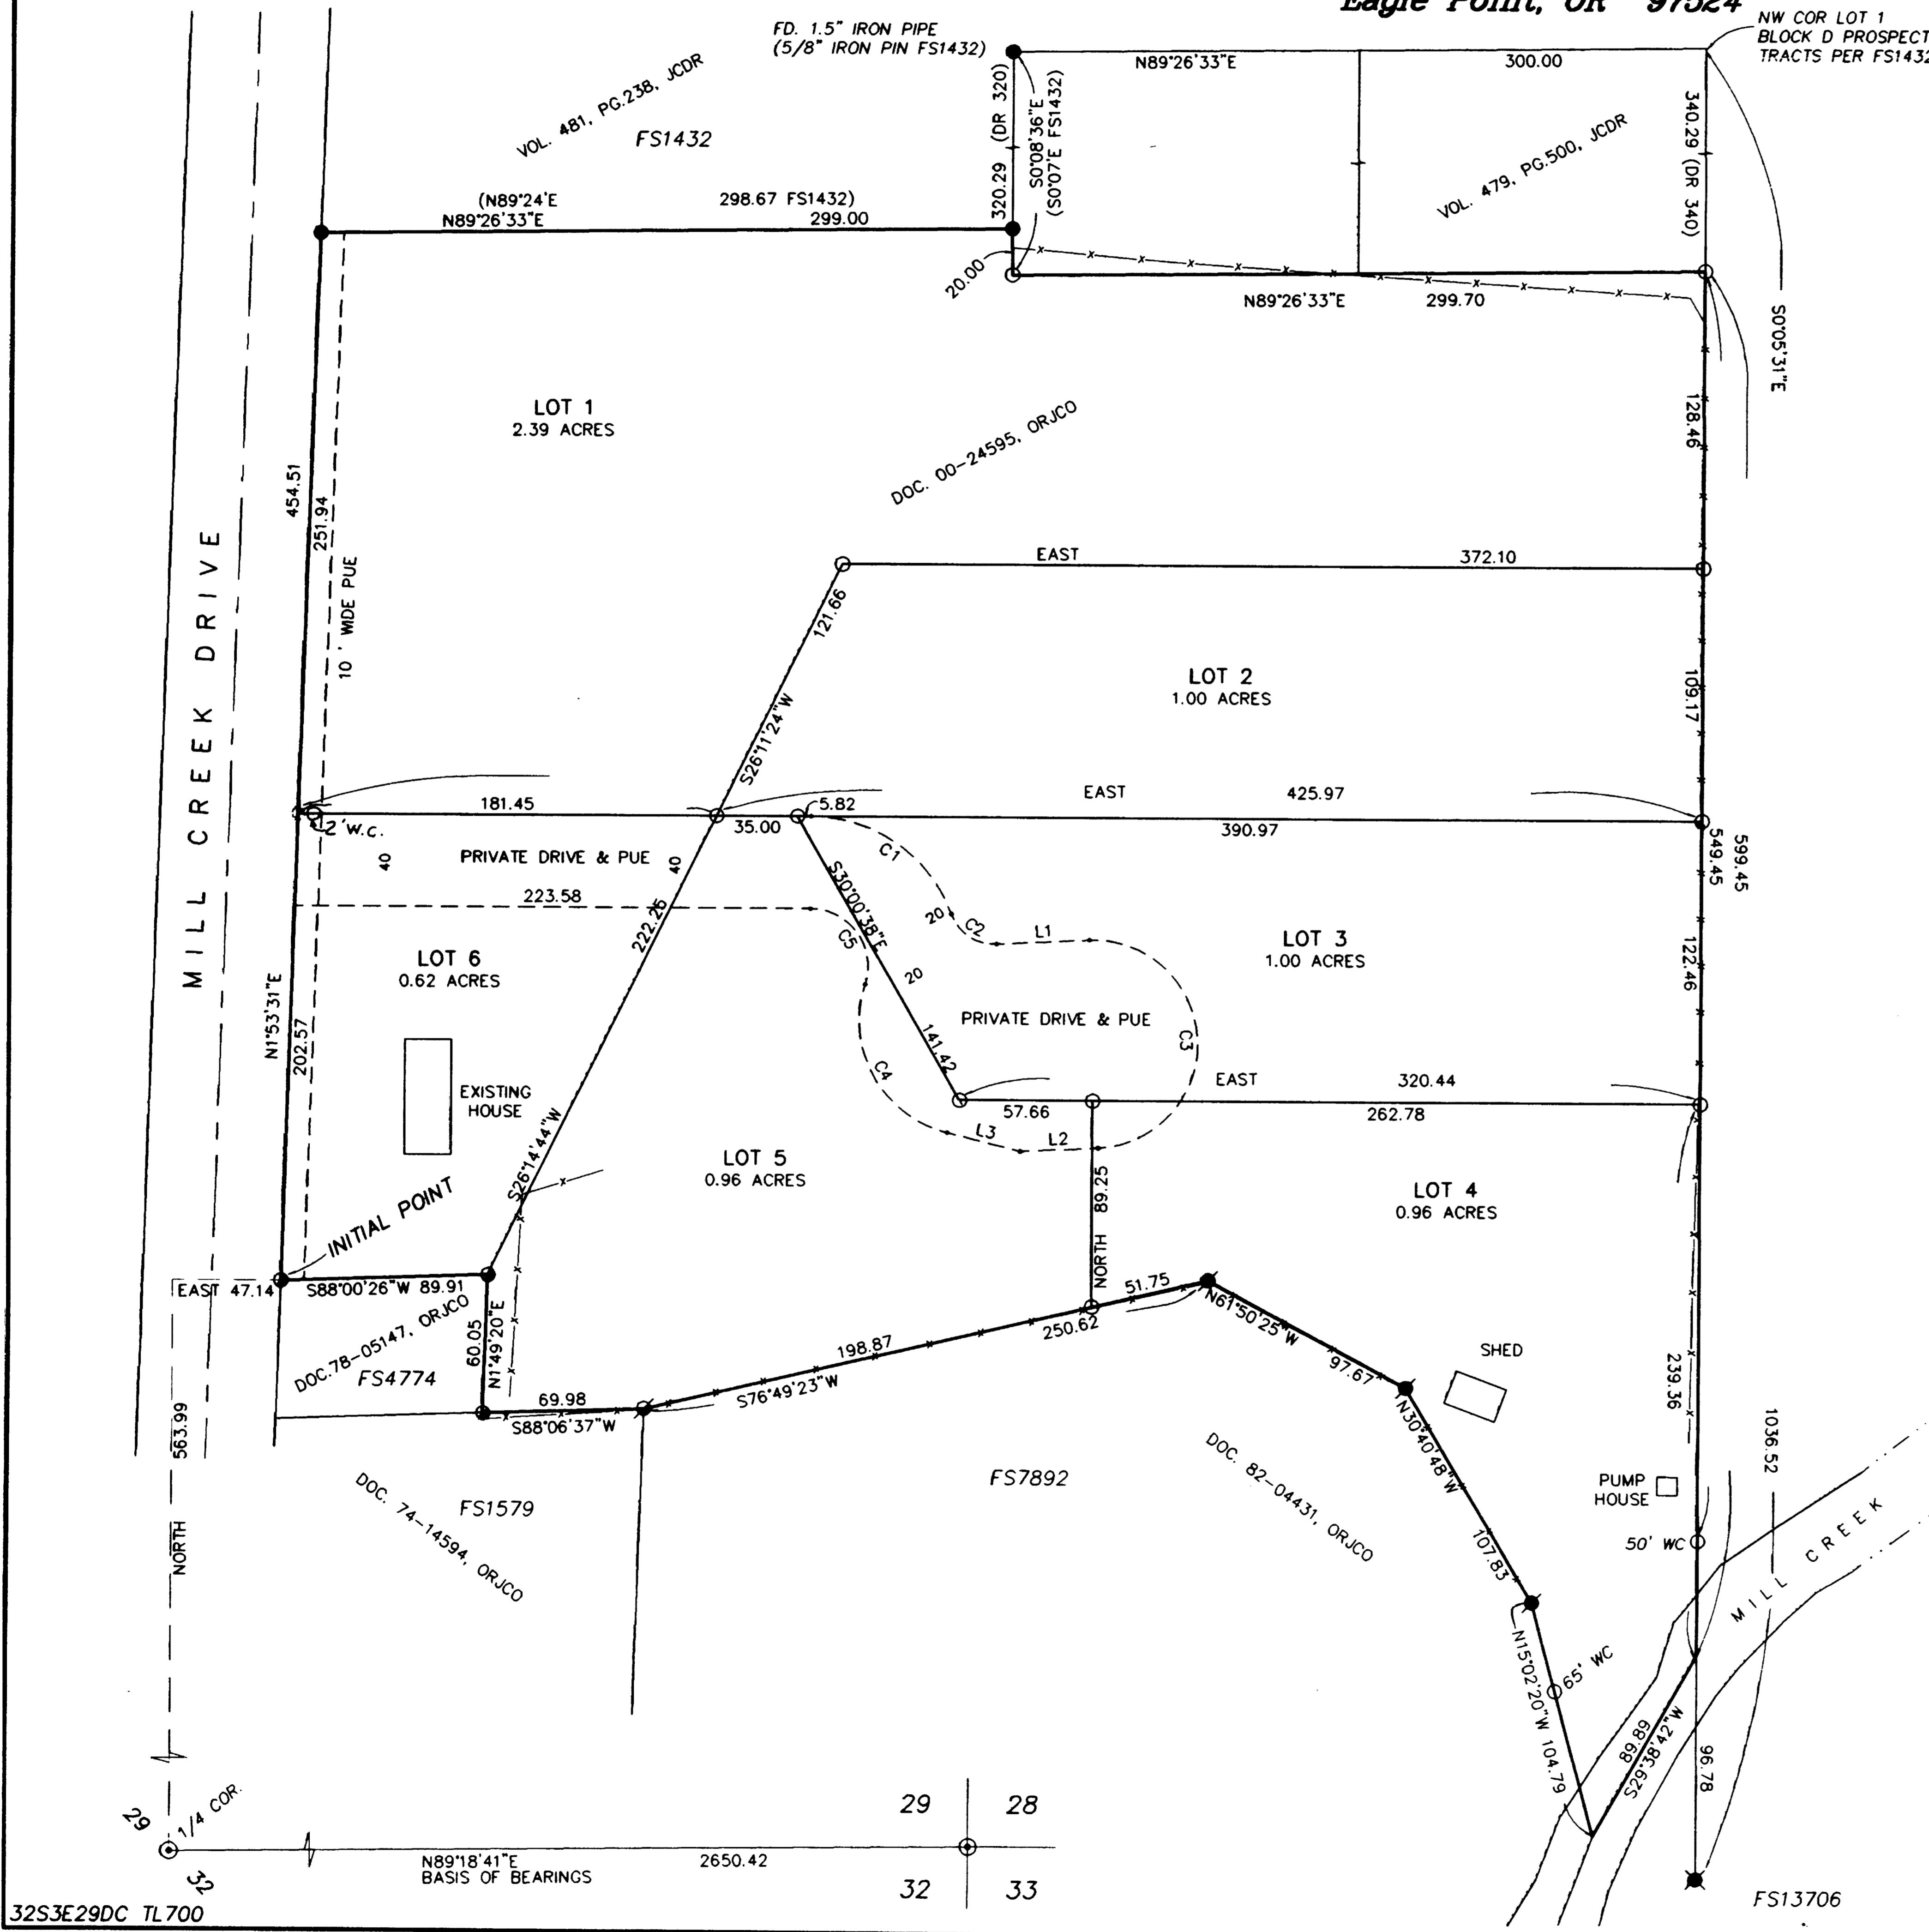 Eagle Point, OR 97524
NW COR LOT 1
BLOCK D PROSPECT
TRACTS PER FS1432
FD. 1.5" IRON PIPE
(5/8" IRON PIN FS1432)
N89°26'33"E
300.00
VOL. 481, PG.238, JCDR
FS1432
320.29 (DR 320)
S0°08'36"E
(S0°07'E FS1432)
340.29 (DR 340)
VOL. 479, PG.500, JCDR
(N89°24'E 298.67 FS1432)
N89°26'33"E 299.00
20.00
N89°26'33"E 299.70
S0°05'31"E
LOT 1
2.39 ACRES
DOC. 00-24595, ORJCO
128.46
454.51
251.94
10' WIDE PUE
MILL CREEK DRIVE
EAST 372.10
121.66
S26°11'24"W
LOT 2
1.00 ACRES
109.17
181.45
2'W.C.
35.00
5.82
EAST 425.97
390.97
549.45
599.45
40
PRIVATE DRIVE & PUE
40
C1
223.58
222.25
S30°00'38"E
20
C2
L1
C5
20
LOT 3
1.00 ACRES
122.46
LOT 6
0.62 ACRES
N1°53'31"E
202.57
PRIVATE DRIVE & PUE
141.42
C3
C4
EXISTING
HOUSE
EAST 320.44
57.66
262.78
L3
L2
S26°14'44"W
LOT 5
0.96 ACRES
NORTH 89.25
LOT 4
0.96 ACRES
INITIAL POINT
EAST 47.14
S88°00'26"W 89.91
DOC.78-05147, ORJCO
FS4774
60.05
N1°49'20"E
69.98
S88°06'37"W
198.87
S76°49'23"W
250.62
51.75
N61°50'25"W
97.67
SHED
239.36
N30°40'48"W
107.83
DOC. 82-04431, ORJCO
1036.52
PUMP
HOUSE
50' WC
MILL CREEK
NORTH 563.99
DOC. 74-14594, ORJCO
FS1579
FS7892
N15°02'20"W 104.79
65' WC
89.89
S29°38'42"W
96.78
29
1/4 COR.
32
N89°18'41"E 2650.42
BASIS OF BEARINGS
29 28
32 33
FS13706
32S3E29DC TL700